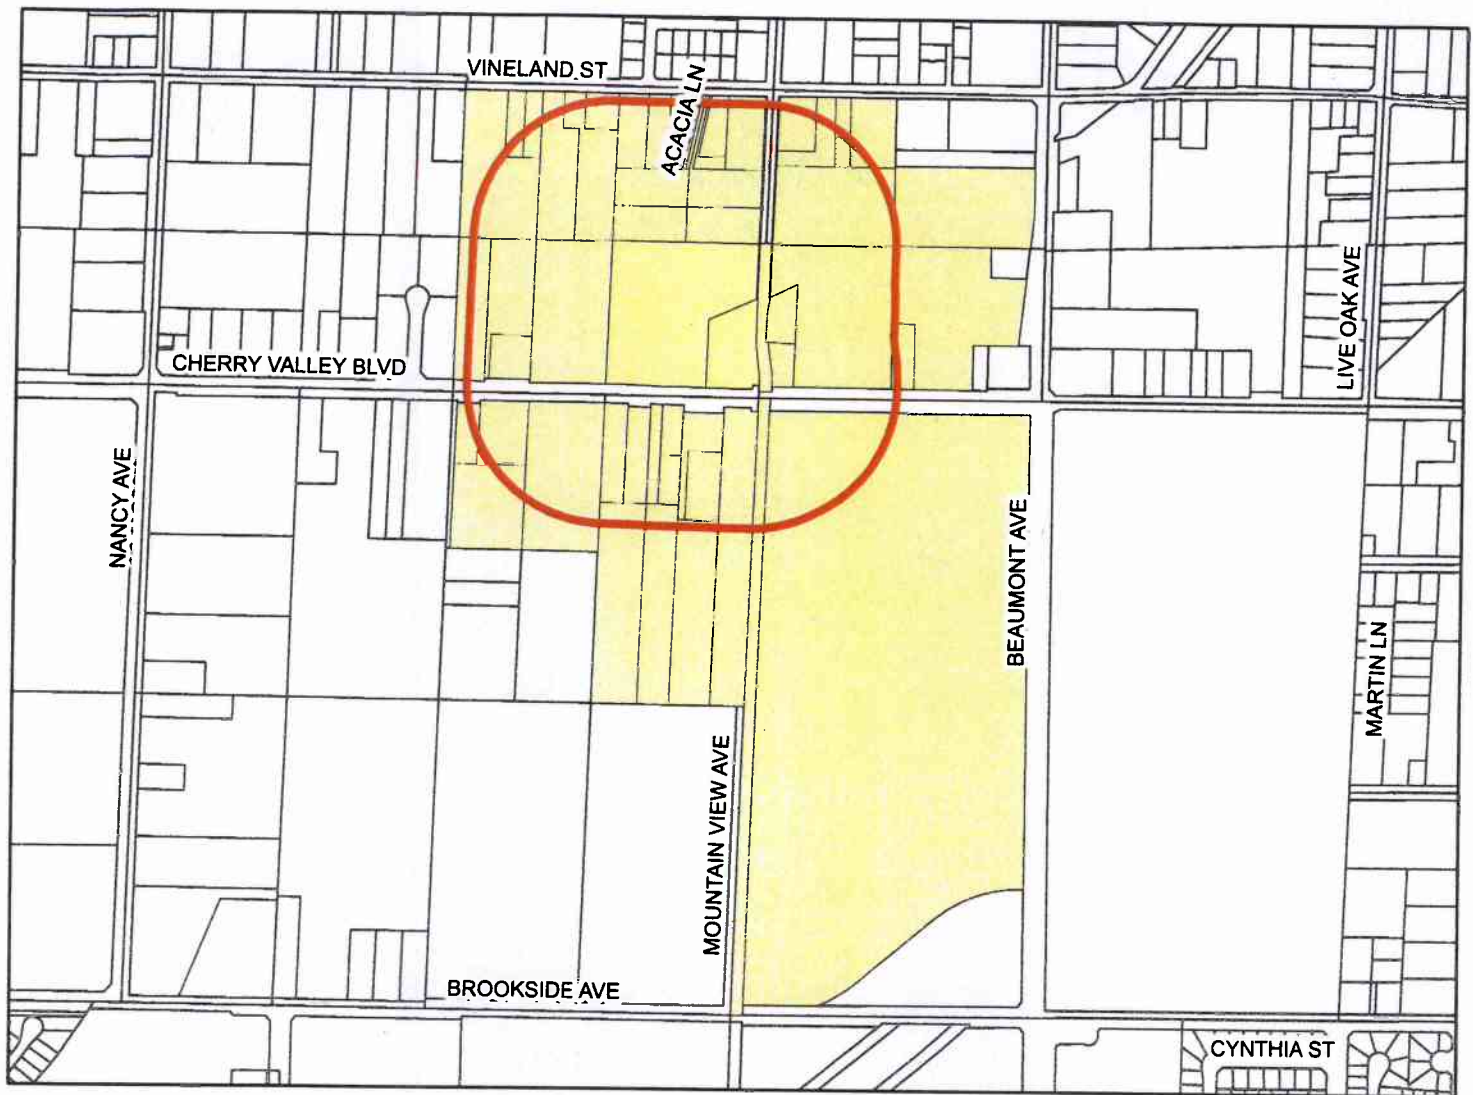 VINELAND ST
ACACIA LN
LIVE OAK AVE
CHERRY VALLEY BLVD
NANCY AVE
BEAUMONT AVE
MARTIN LN
MOUNTAIN VIEW AVE
BROOKSIDE AVE
CYNTHIA ST